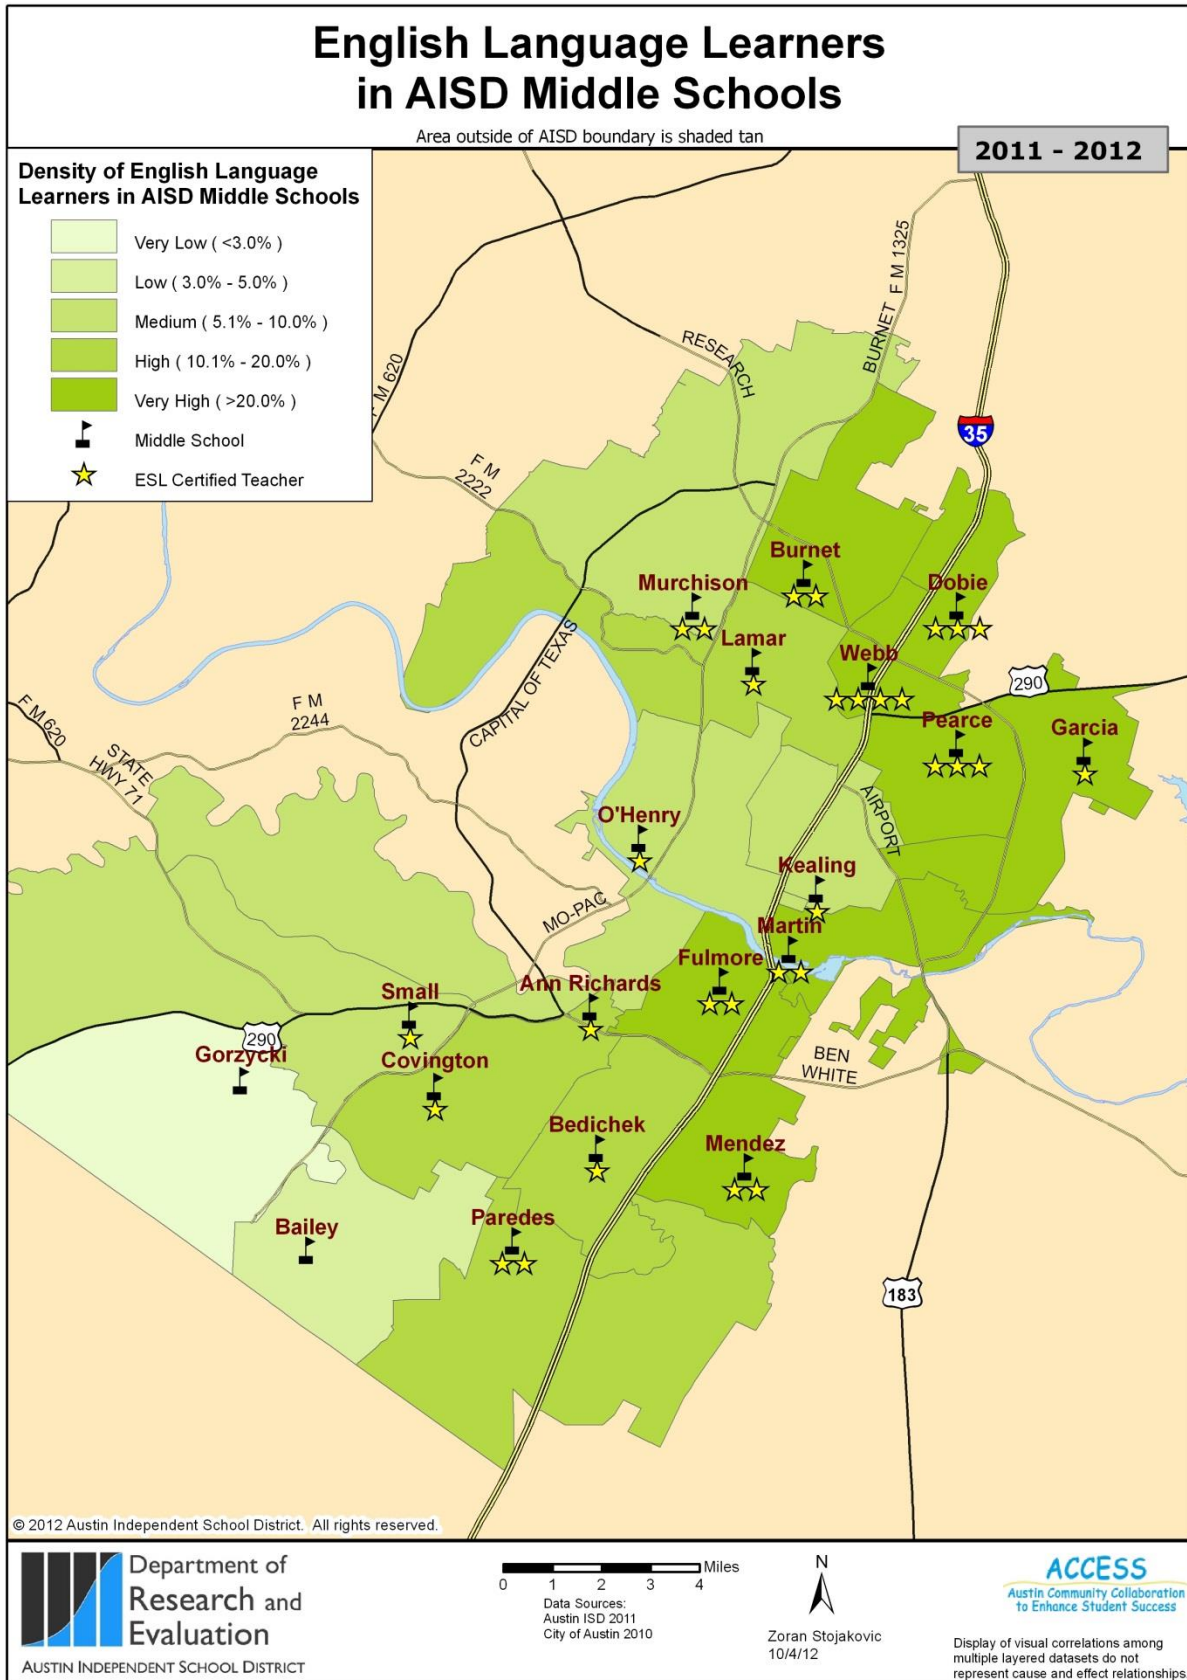 English Language Learners
in AISD Middle Schools
Area outside of AISD boundary is shaded tan
2011 - 2012
Density of English Language
Learners in AISD Middle Schools
Very Low ( <3.0% )
Low ( 3.0% - 5.0% )
Medium ( 5.1% - 10.0% )
High ( 10.1% - 20.0% )
Very High ( >20.0% )
Middle School
ESL Certified Teacher
F M 1325
BURNET
RESEARCH
F M 620
35
F M
2222
Burnet
Murchison
Dobie
Lamar
Webb
CAPITAL OF TEXAS
290
F M 620
F M
2244
Pearce
Garcia
STATE
HWY 71
AIRPORT
O'Henry
Kealing
MO-PAC
Martin
Fulmore
Ann Richards
Small
290
Gorzycki
Covington
BEN
WHITE
Bedichek
Mendez
Paredes
Bailey
183
© 2012 Austin Independent School District. All rights reserved.
Department of
Research and
Evaluation
AUSTIN INDEPENDENT SCHOOL DISTRICT
Miles
0 1 2 3 4
Data Sources:
Austin ISD 2011
City of Austin 2010
N
Zoran Stojakovic
10/4/12
ACCESS
Austin Community Collaboration
to Enhance Student Success
Display of visual correlations among
multiple layered datasets do not
represent cause and effect relationships